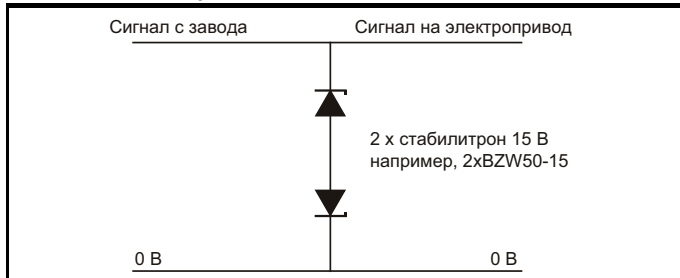 Сигнал с завода Сигнал на электропривод
2 x стабилитрон 15 В
например, 2xBZW50-15
0 В 0 В